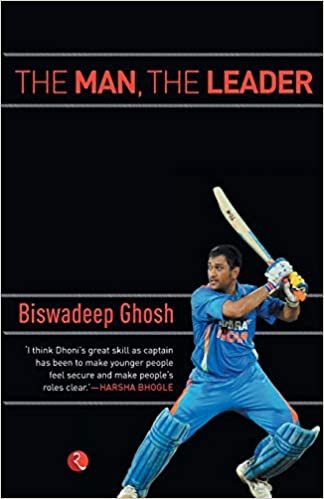 THE MAN, THE LEADER
Biswadeep Ghosh
'I think Dhoni's great skill as captain
has been to make younger people
feel secure and make people's
roles clear.'—HARSHA BHOGLE